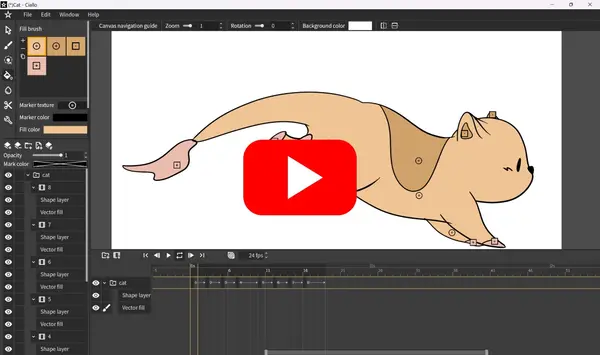 (*)Cat - Ciello
File Edit Window Help
Fill brush
Canvas navigation guide Zoom 1 Rotation 0 Background color
Marker texture
Marker color
Fill color
Opacity 1
Mark color
cat
8
Shape layer
Vector fill
7
Shape layer
Vector fill
6
Shape layer
Vector fill
5
Shape layer
Vector fill
4
Shape layer
24 fps
cat
Shape layer
Vector fill